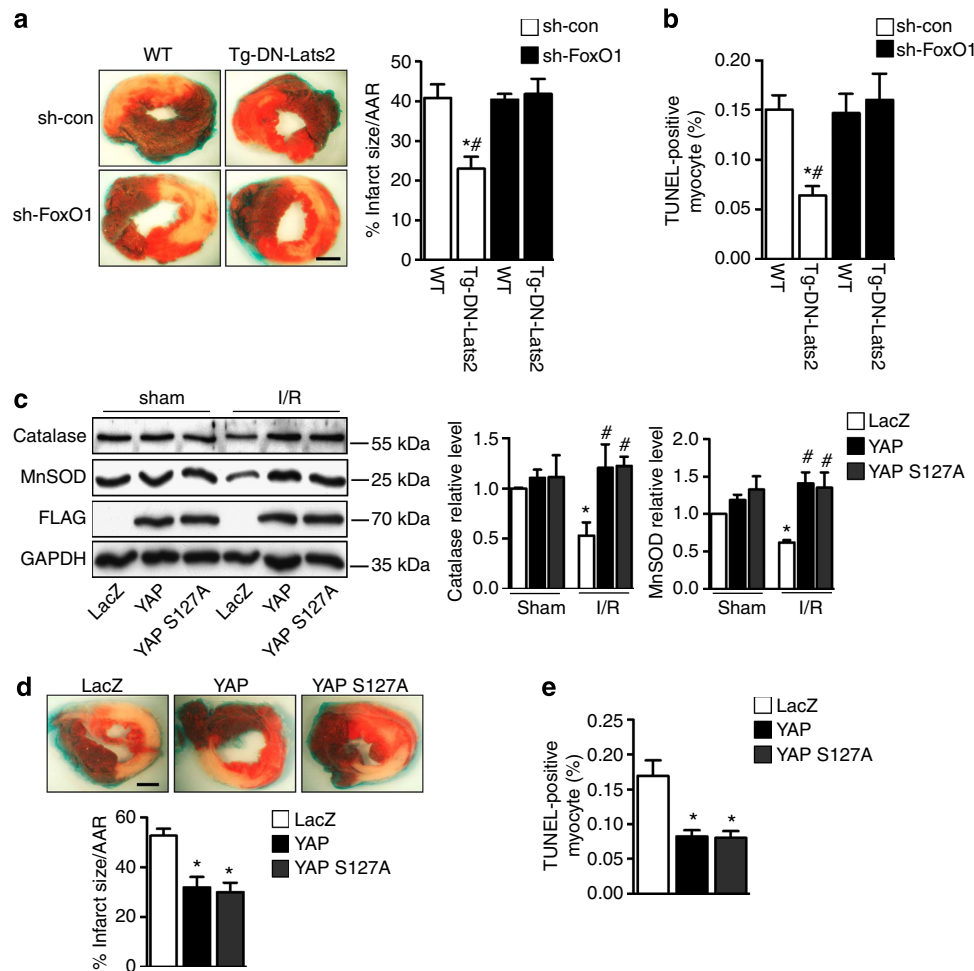 a
WT
Tg-DN-Lats2
sh-con
sh-FoxO1
sh-con
sh-FoxO1
% Infarct size/AAR
50
40
30
20
10
0
*#
WT
Tg-DN-Lats2
WT
Tg-DN-Lats2
b
sh-con
sh-FoxO1
TUNEL-positive
myocyte (%)
0.20
0.15
0.10
0.05
0.00
*#
WT
Tg-DN-Lats2
WT
Tg-DN-Lats2
c
sham
I/R
Catalase
55 kDa
MnSOD
25 kDa
FLAG
70 kDa
GAPDH
35 kDa
LacZ
YAP
YAP S127A
LacZ
YAP
YAP S127A
Catalase relative level
1.5
1.0
0.5
0.0
*
#
#
Sham
I/R
MnSOD relative level
2.0
1.5
1.0
0.5
0.0
*
#
#
Sham
I/R
LacZ
YAP
YAP S127A
d
LacZ
YAP
YAP S127A
% Infarct size/AAR
60
40
20
0
*
*
LacZ
YAP
YAP S127A
e
TUNEL-positive
myocyte (%)
0.25
0.20
0.15
0.10
0.05
0.00
*
*
LacZ
YAP
YAP S127A